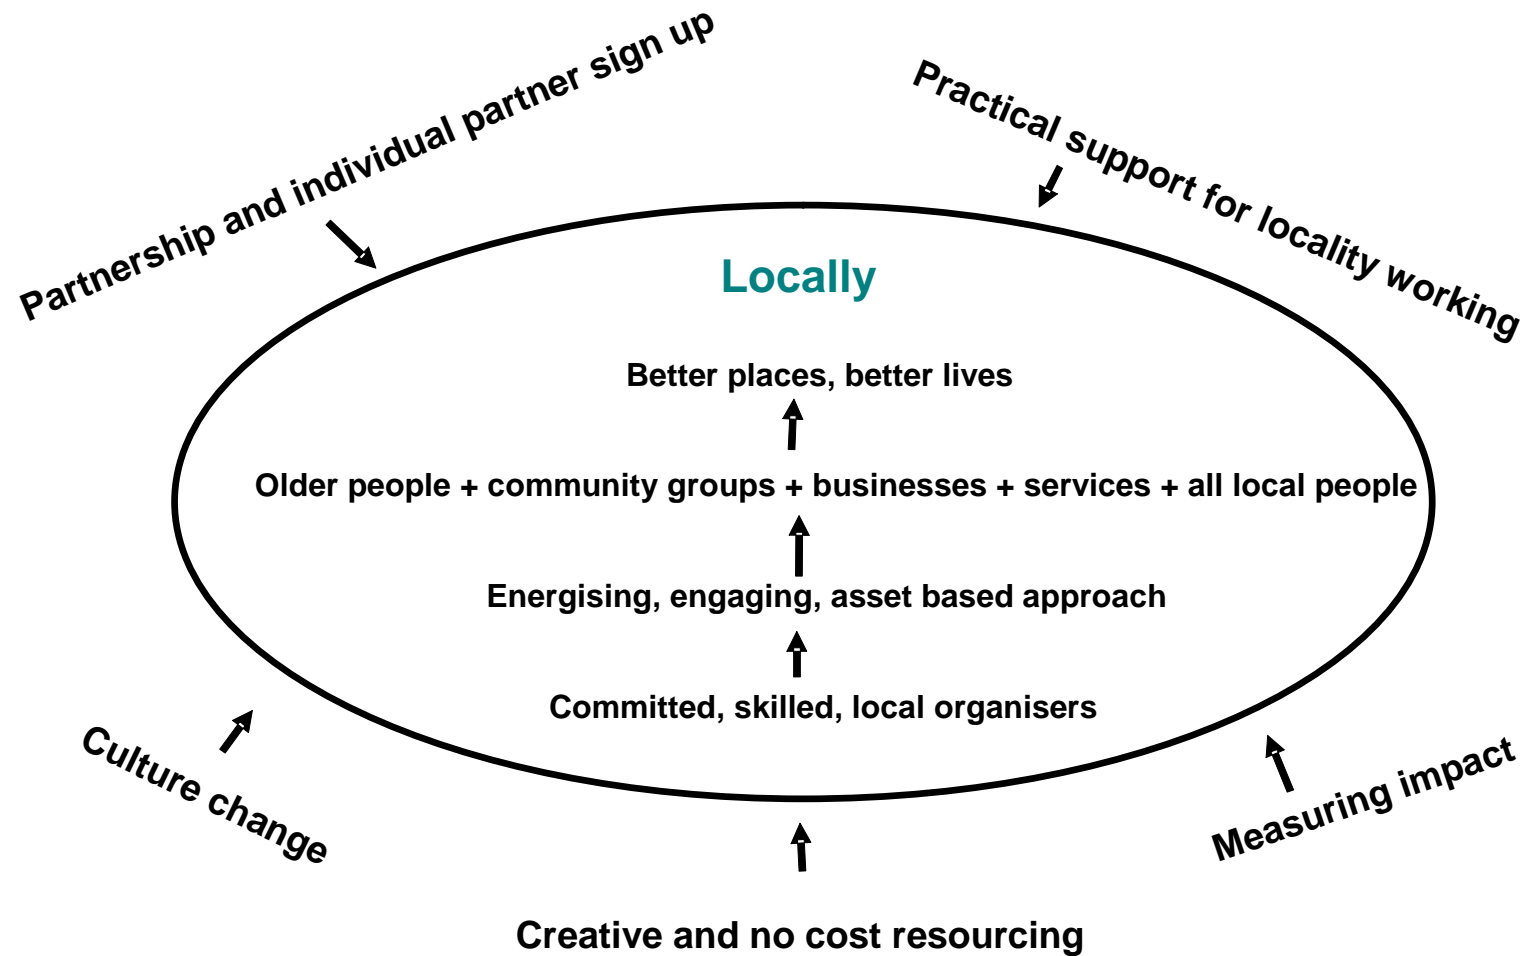 Partnership and individual partner sign up
Practical support for locality working
Locally
Better places, better lives
Older people + community groups + businesses + services + all local people
Energising, engaging, asset based approach
Committed, skilled, local organisers
Culture change
Measuring impact
Creative and no cost resourcing